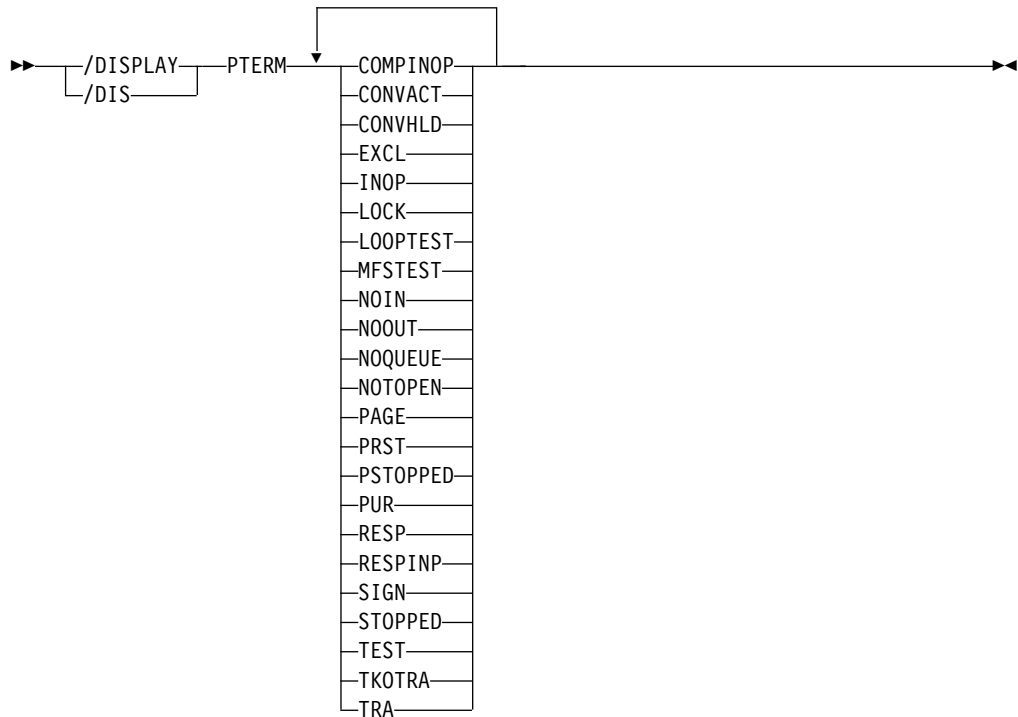 /DISPLAY PTERM COMPINOP
/DIS CONVACT
CONVHLD
EXCL
INOP
LOCK
LOOPTEST
MFSTEST
NOIN
NOOUT
NOQUEUE
NOTOPEN
PAGE
PRST
PSTOPPED
PUR
RESP
RESPINP
SIGN
STOPPED
TEST
TKOTRA
TRA